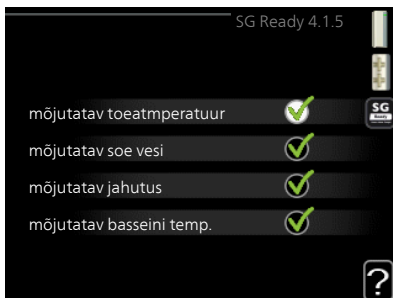 SG Ready 4.1.5
SG
Ready
mõjutatav toeatmperatuur
mõjutatav soe vesi
mõjutatav jahutus
mõjutatav basseini temp.
?